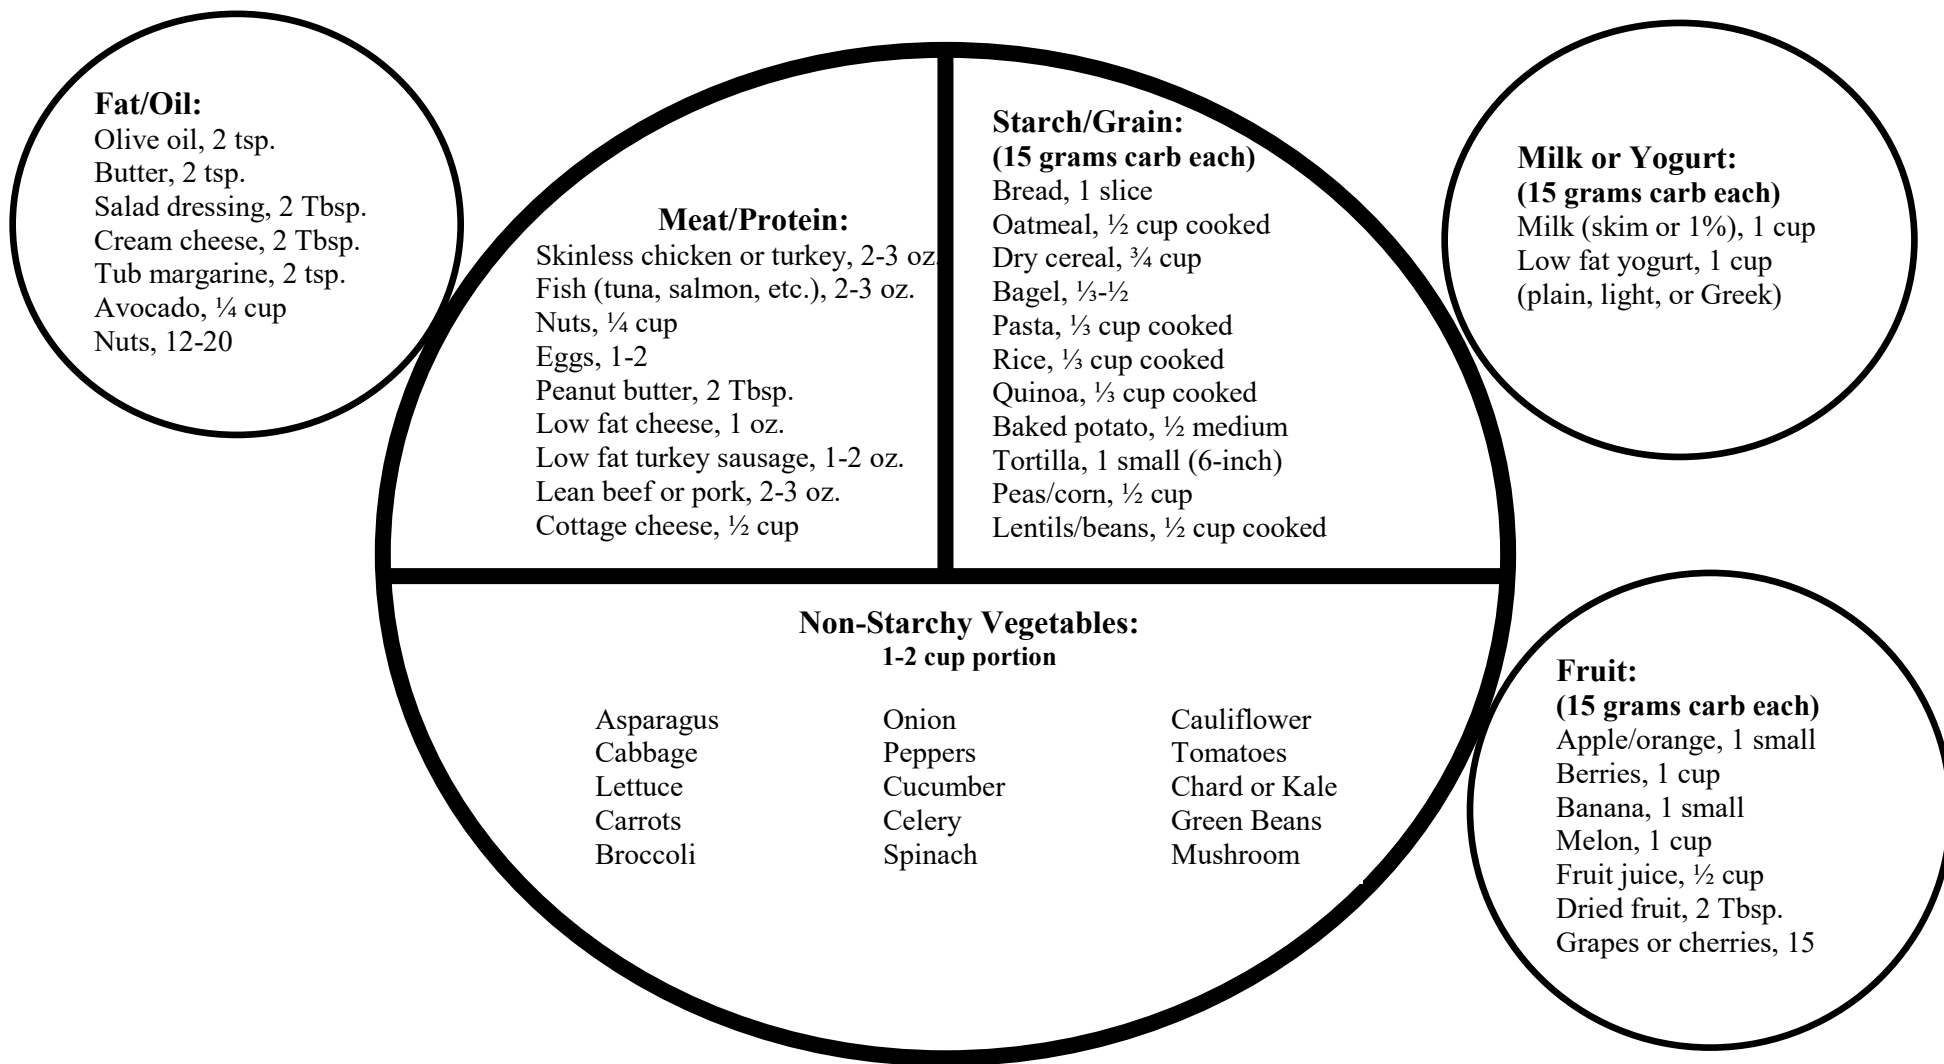 Fat/Oil:
Olive oil, 2 tsp.
Butter, 2 tsp.
Salad dressing, 2 Tbsp.
Cream cheese, 2 Tbsp.
Tub margarine, 2 tsp.
Avocado, ¼ cup
Nuts, 12-20
Meat/Protein:
Skinless chicken or turkey, 2-3 oz.
Fish (tuna, salmon, etc.), 2-3 oz.
Nuts, ¼ cup
Eggs, 1-2
Peanut butter, 2 Tbsp.
Low fat cheese, 1 oz.
Low fat turkey sausage, 1-2 oz.
Lean beef or pork, 2-3 oz.
Cottage cheese, ½ cup
Starch/Grain:
(15 grams carb each)
Bread, 1 slice
Oatmeal, ½ cup cooked
Dry cereal, ¾ cup
Bagel, ⅓-½
Pasta, ⅓ cup cooked
Rice, ⅓ cup cooked
Quinoa, ⅓ cup cooked
Baked potato, ½ medium
Tortilla, 1 small (6-inch)
Peas/corn, ½ cup
Lentils/beans, ½ cup cooked
Milk or Yogurt:
(15 grams carb each)
Milk (skim or 1%), 1 cup
Low fat yogurt, 1 cup
(plain, light, or Greek)
Non-Starchy Vegetables:
1-2 cup portion
Asparagus
Cabbage
Lettuce
Carrots
Broccoli
Onion
Peppers
Cucumber
Celery
Spinach
Cauliflower
Tomatoes
Chard or Kale
Green Beans
Mushroom
Fruit:
(15 grams carb each)
Apple/orange, 1 small
Berries, 1 cup
Banana, 1 small
Melon, 1 cup
Fruit juice, ½ cup
Dried fruit, 2 Tbsp.
Grapes or cherries, 15